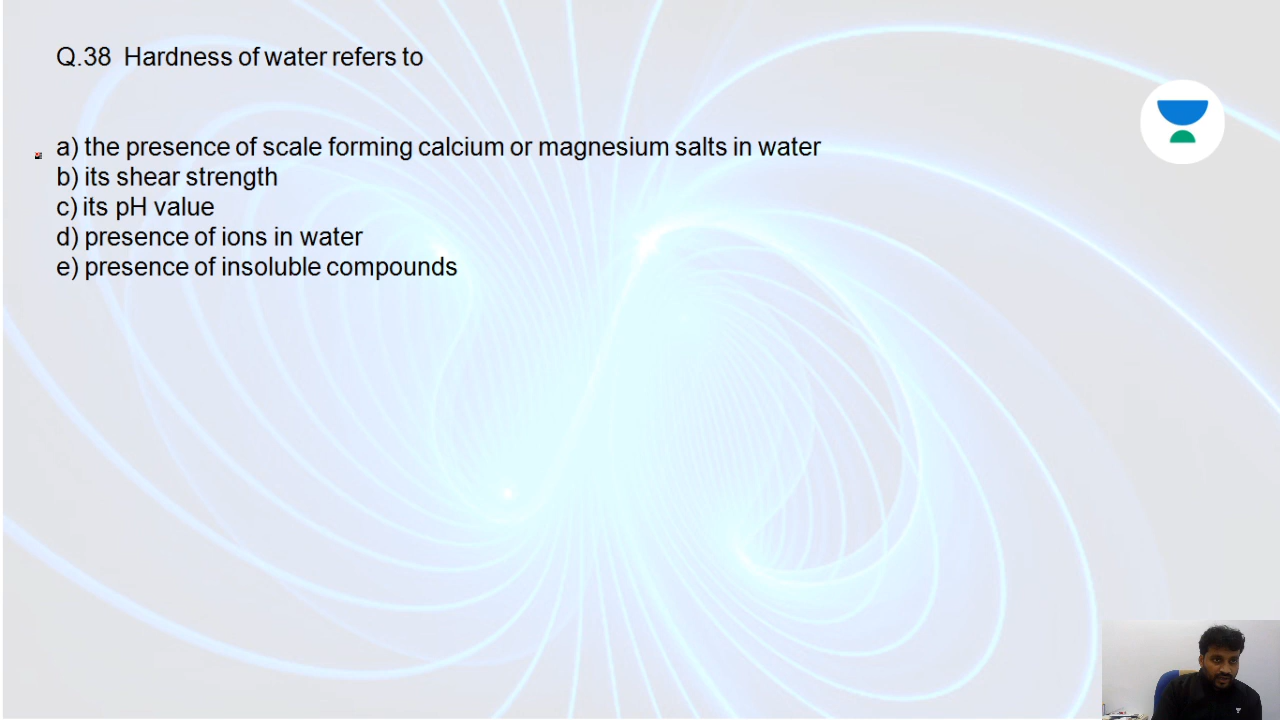 Q.38 Hardness of water refers to
a) the presence of scale forming calcium or magnesium salts in water
b) its shear strength
c) its pH value
d) presence of ions in water
e) presence of insoluble compounds